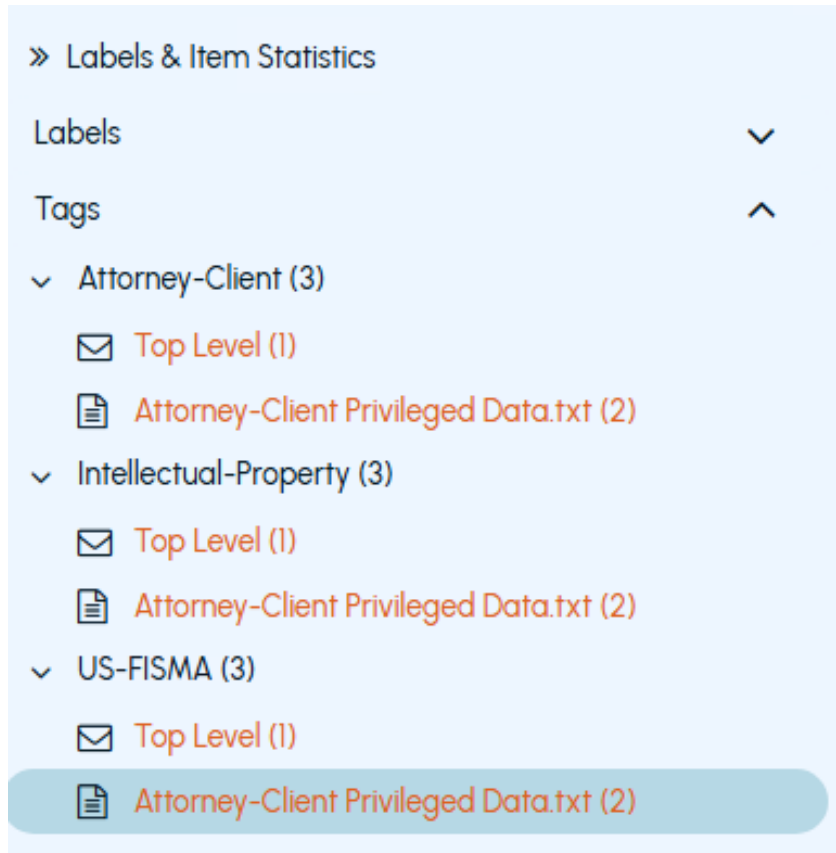 » Labels & Item Statistics
Labels
Tags
Attorney-Client (3)
Top Level (1)
Attorney-Client Privileged Data.txt (2)
Intellectual-Property (3)
Top Level (1)
Attorney-Client Privileged Data.txt (2)
US-FISMA (3)
Top Level (1)
Attorney-Client Privileged Data.txt (2)